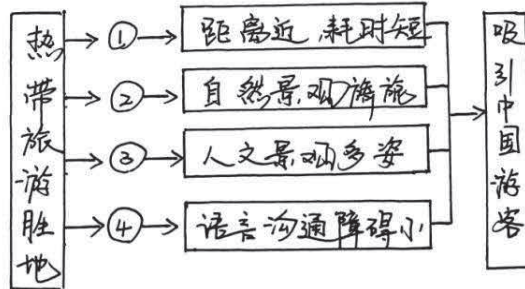 热带旅游胜地
① 距离近，耗时短
② 自然景观旖旎
③ 人文景观多姿
④ 语言沟通障碍小
吸引中国游客